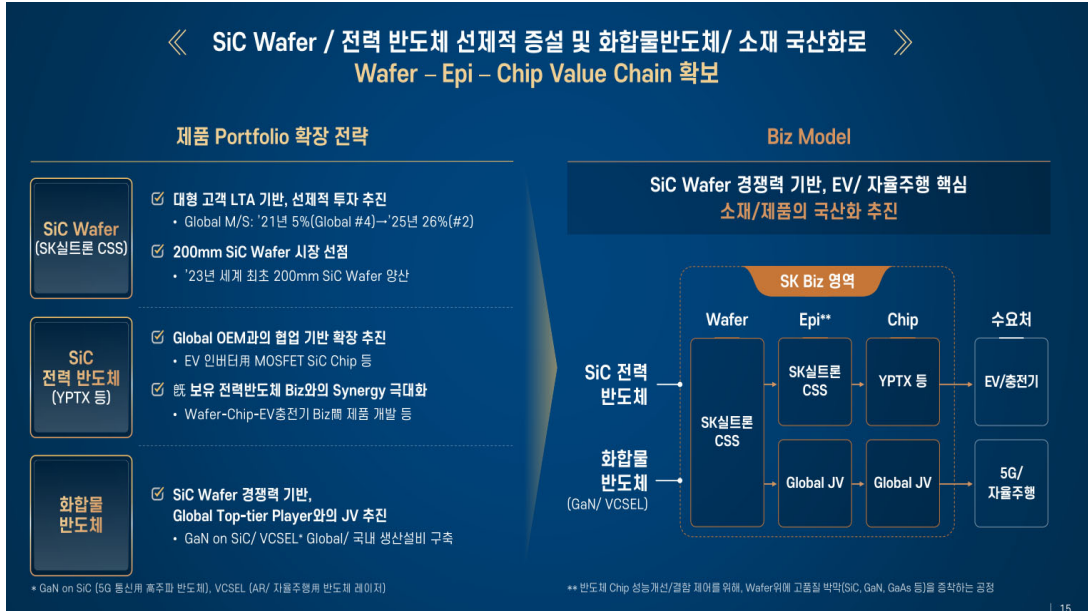 《 SiC Wafer / 전력 반도체 선제적 증설 및 화합물반도체/ 소재 국산화로 》
Wafer – Epi – Chip Value Chain 확보
제품 Portfolio 확장 전략
SiC Wafer
(SK실트론 CSS)
대형 고객 LTA 기반, 선제적 투자 추진
• Global M/S: '21년 5%(Global #4)→'25년 26%(#2)
200mm SiC Wafer 시장 선점
• '23년 세계 최초 200mm SiC Wafer 양산
SiC
전력 반도체
(YPTX 등)
Global OEM과의 협업 기반 확장 추진
• EV 인버터用 MOSFET SiC Chip 등
旣 보유 전력반도체 Biz와의 Synergy 극대화
• Wafer-Chip-EV충전기 Biz間 제품 개발 등
화합물
반도체
SiC Wafer 경쟁력 기반,
Global Top-tier Player와의 JV 추진
• GaN on SiC/ VCSEL* Global/ 국내 생산설비 구축
* GaN on SiC (5G 통신用 高주파 반도체), VCSEL (AR/ 자율주행用 반도체 레이저)
Biz Model
SiC Wafer 경쟁력 기반, EV/ 자율주행 핵심
소재/제품의 국산화 추진
SK Biz 영역
Wafer
Epi**
Chip
수요처
SiC 전력
반도체
화합물
반도체
(GaN/ VCSEL)
SK실트론
CSS
SK실트론
CSS
YPTX 등
EV/충전기
Global JV
Global JV
5G/
자율주행
** 반도체 Chip 성능개선/결함 제어를 위해, Wafer위에 고품질 박막(SiC, GaN, GaAs 등)을 증착하는 공정
| 15